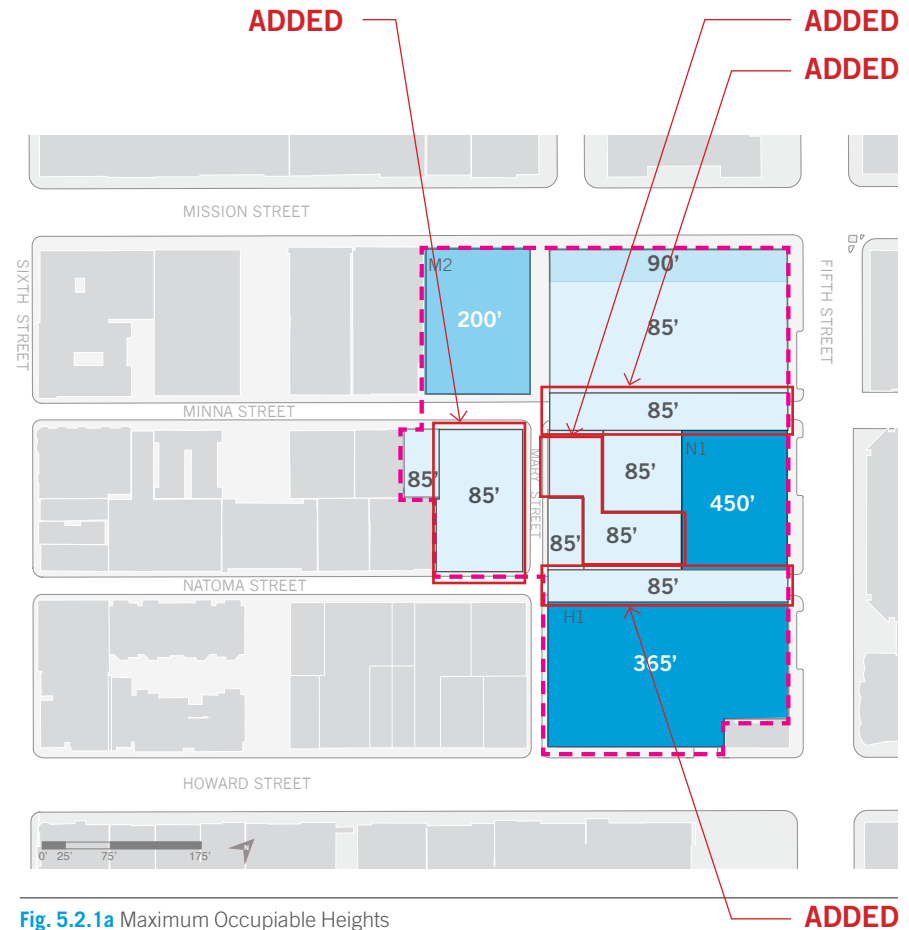 ADDED
ADDED
ADDED
MISSION STREET
SIXTH STREET
M2
90'
FIFTH STREET
200'
85'
MINNA STREET
85'
N1
85'
85'
85'
MARY STREET
450'
85'
85'
NATOMA STREET
85'
H1
365'
HOWARD STREET
0' 25' 75' 175'
N
Fig. 5.2.1a Maximum Occupiable Heights
ADDED